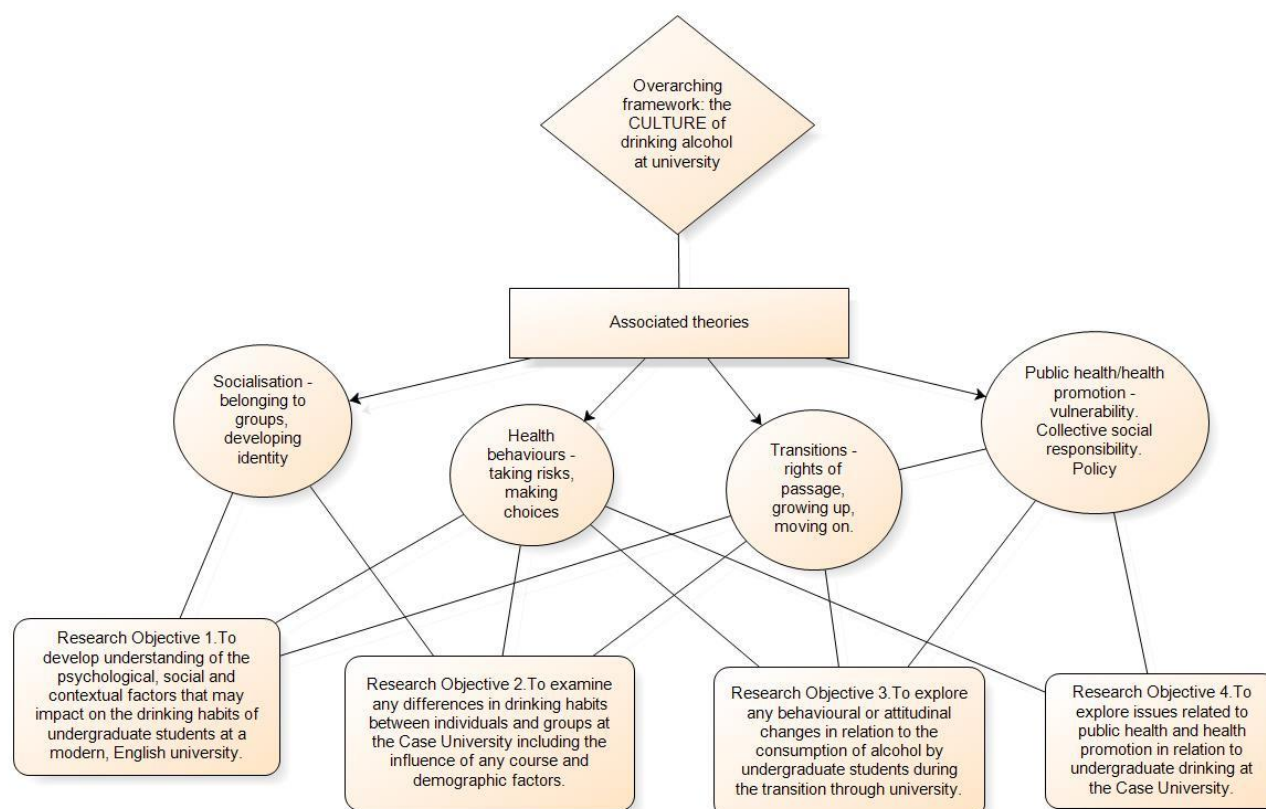 Overarching
framework: the
CULTURE of
drinking alcohol
at university
Associated theories
Socialisation -
belonging to
groups,
developing
identity
Health
behaviours -
taking risks,
making
choices
Transitions -
rights of
passage,
growing up,
moving on.
Public health/health
promotion -
vulnerability.
Collective social
responsibility.
Policy
Research Objective 1.To
develop understanding of the
psychological, social and
contextual factors that may
impact on the drinking habits of
undergraduate students at a
modern, English university.
Research Objective 2.To examine
any differences in drinking habits
between individuals and groups at
the Case University including the
influence of any course and
demographic factors.
Research Objective 3.To explore
any behavioural or attitudinal
changes in relation to the
consumption of alcohol by
undergraduate students during
the transition through university.
Research Objective 4.To
explore issues related to
public health and health
promotion in relation to
undergraduate drinking at
the Case University.